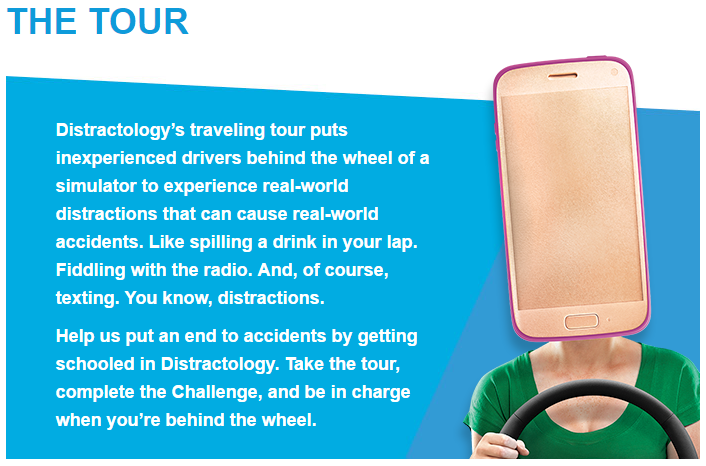 THE TOUR
Distractology’s traveling tour puts
inexperienced drivers behind the wheel of a
simulator to experience real-world
distractions that can cause real-world
accidents. Like spilling a drink in your lap.
Fiddling with the radio. And, of course,
texting. You know, distractions.
Help us put an end to accidents by getting
schooled in Distractology. Take the tour,
complete the Challenge, and be in charge
when you’re behind the wheel.